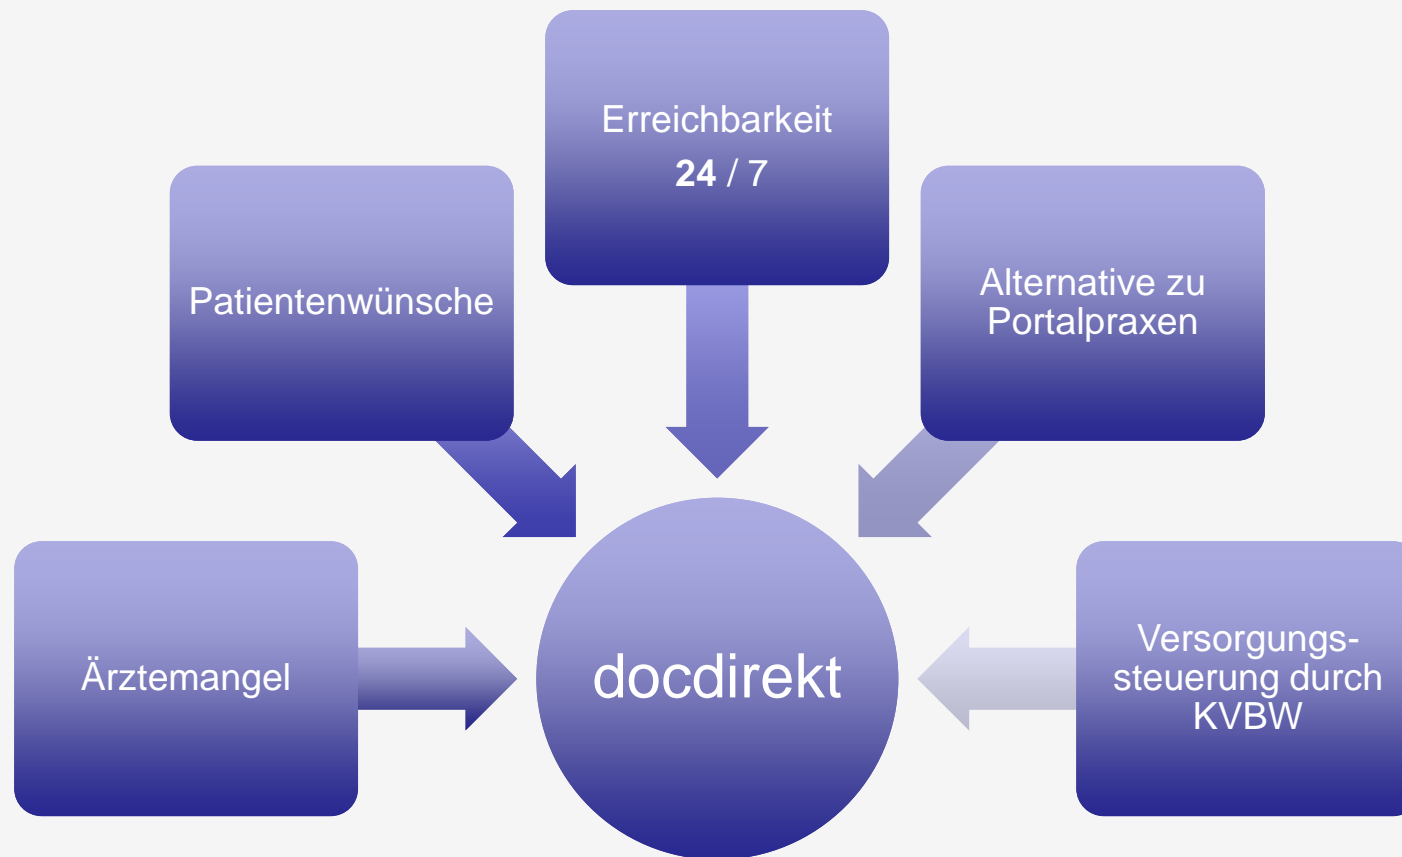 Erreichbarkeit
24 / 7
Patientenwünsche
Alternative zu
Portalpraxen
Ärztemangel
docdirekt
Versorgungs-
steuerung durch
KVBW